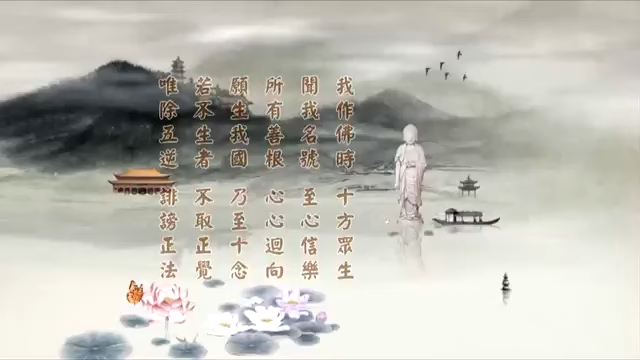 我作佛時 十方眾生
聞我名號 至心信樂
所有善根 心心迴向
願生我國 乃至十念
若不生者 不取正覺
唯除五逆 誹謗正法